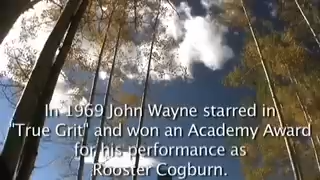 In 1969 John Wayne starred in
"True Grit" and won an Academy Award
for his performance as
Rooster Cogburn.